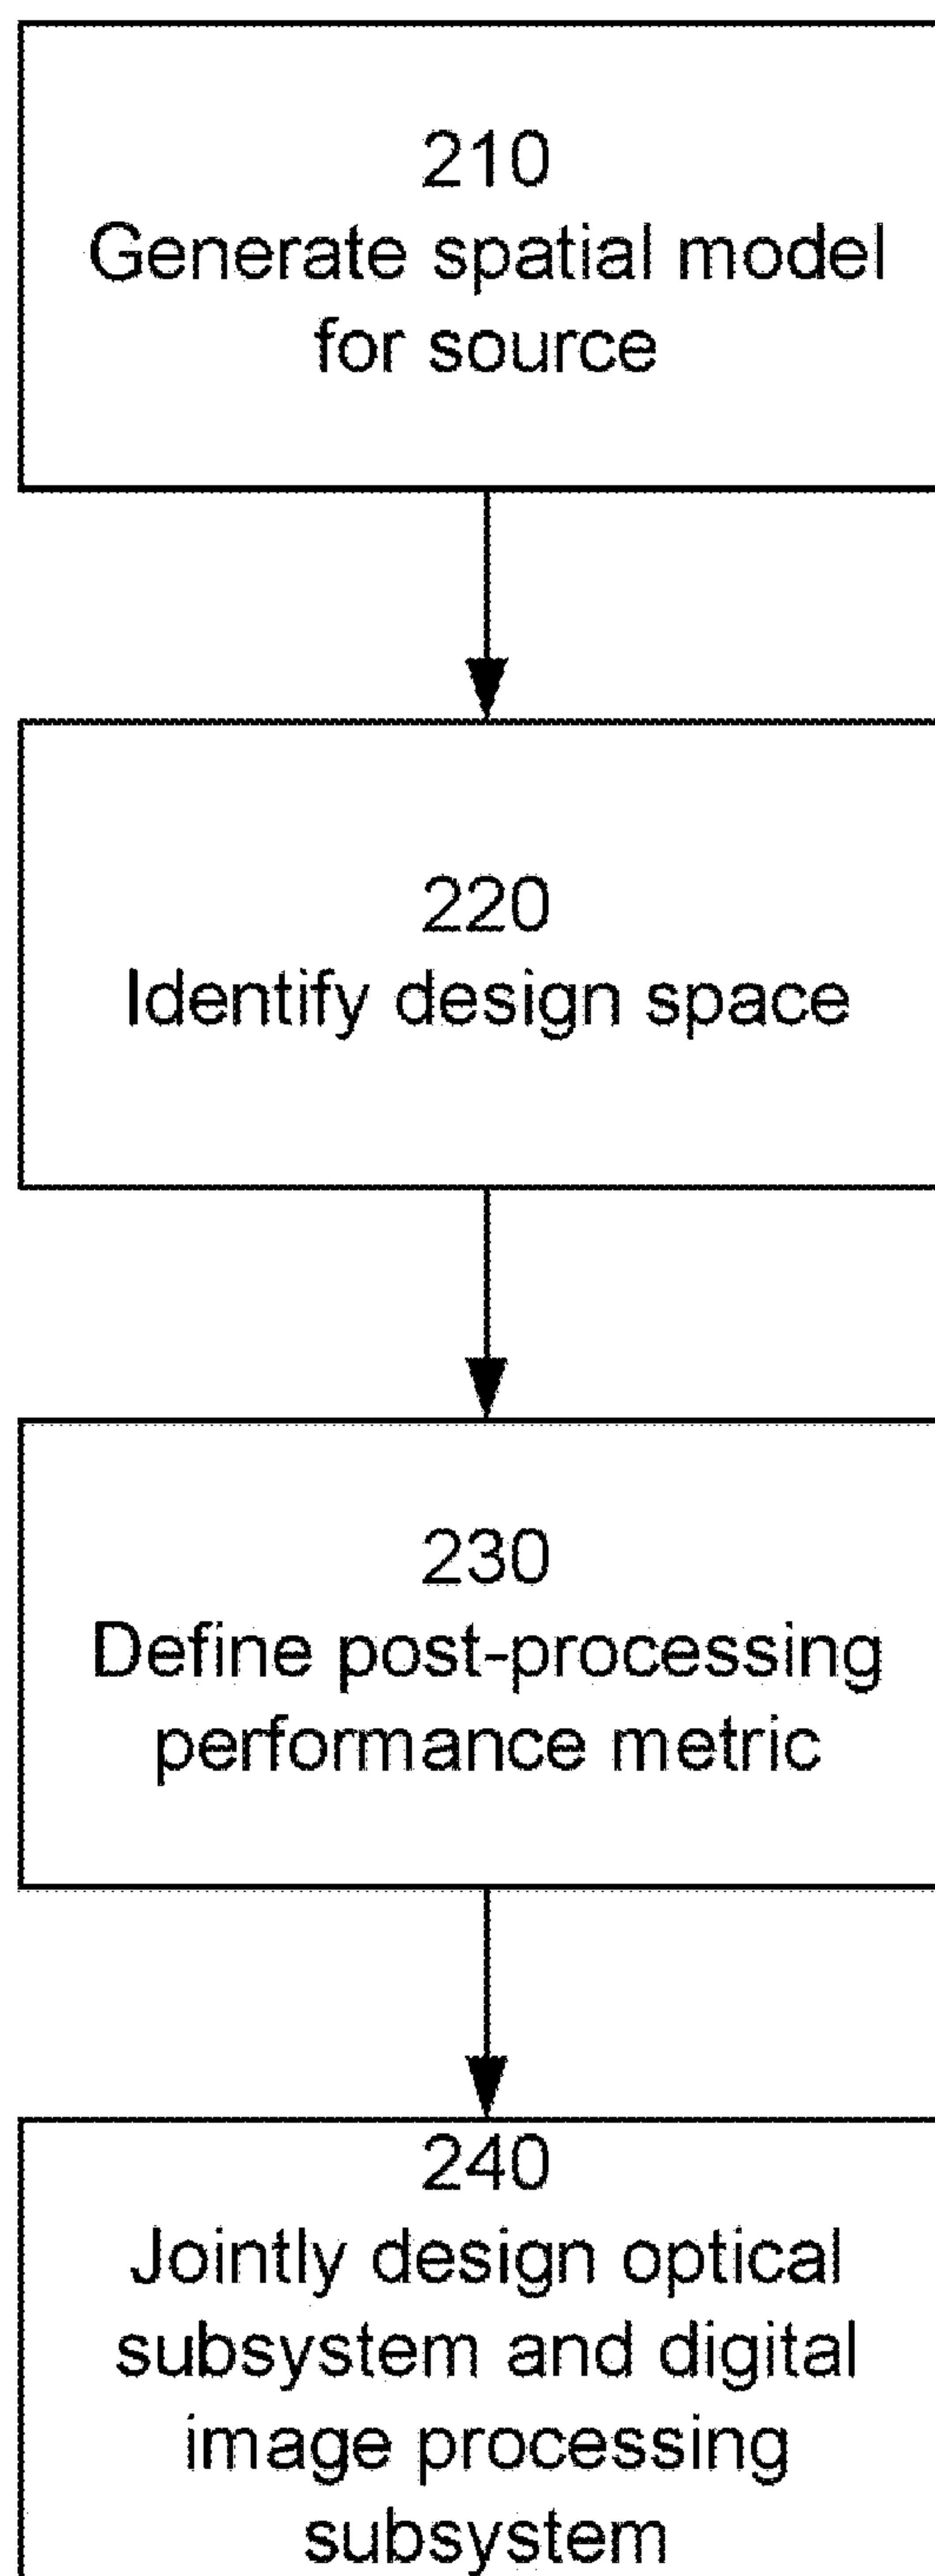 210
Generate spatial model
for source
220
Identify design space
230
Define post-processing
performance metric
240
Jointly design optical
subsystem and digital
image processing
subsystem